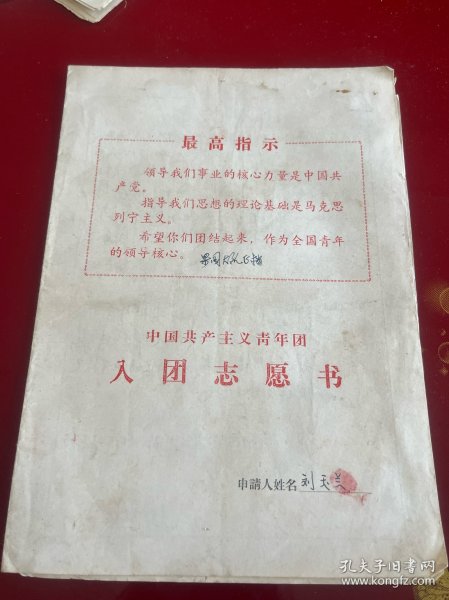 最高指示
领导我们事业的核心力量是中国共
产党。
指导我们思想的理论基础是马克思
列宁主义。
希望你们团结起来，作为全国青年
的领导核心。
中国共产主义青年团
入团志愿书
申請人姓名 刘天
孔夫子旧书网
www.kongfz.com